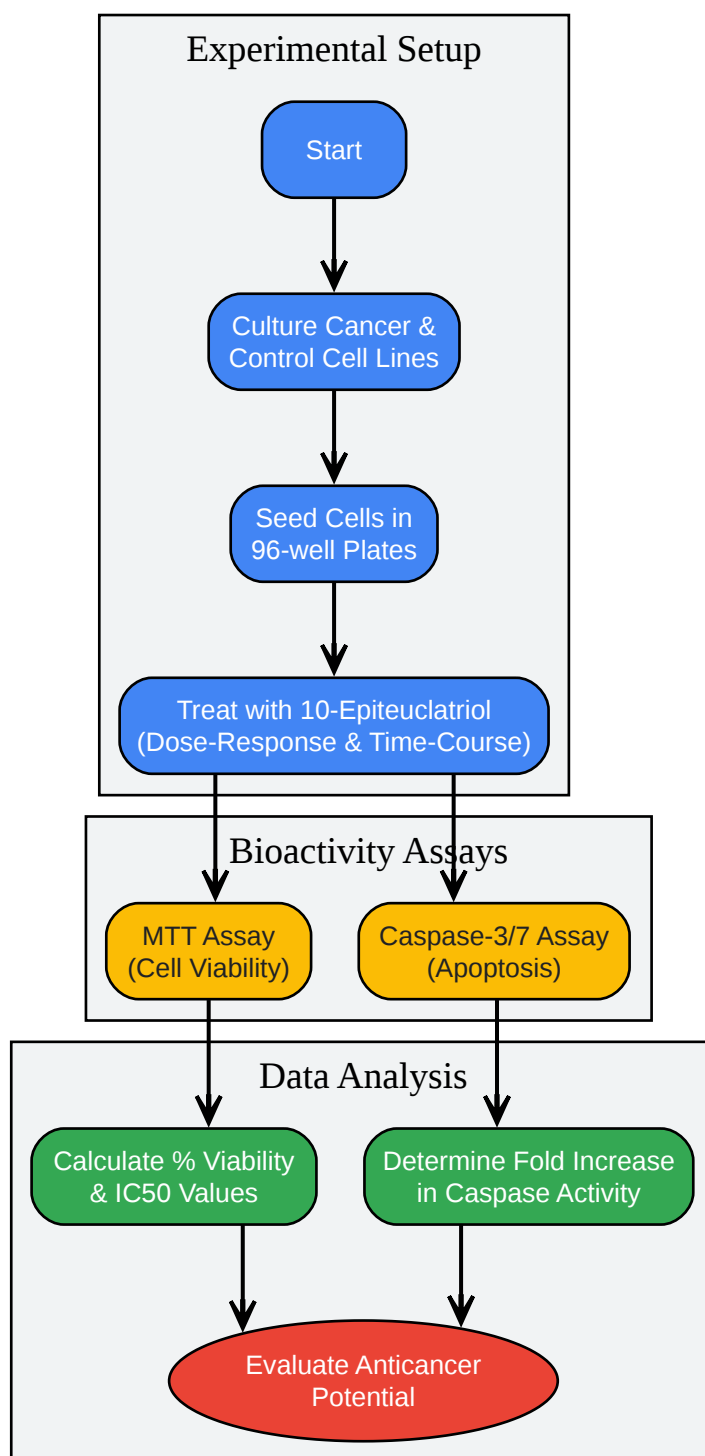 Experimental Setup
Start
Culture Cancer &
Control Cell Lines
Seed Cells in
96-well Plates
Treat with 10-Epiteuclatriol
(Dose-Response & Time-Course)
Bioactivity Assays
MTT Assay
(Cell Viability)
Caspase-3/7 Assay
(Apoptosis)
Data Analysis
Calculate % Viability
& IC50 Values
Determine Fold Increase
in Caspase Activity
Evaluate Anticancer
Potential